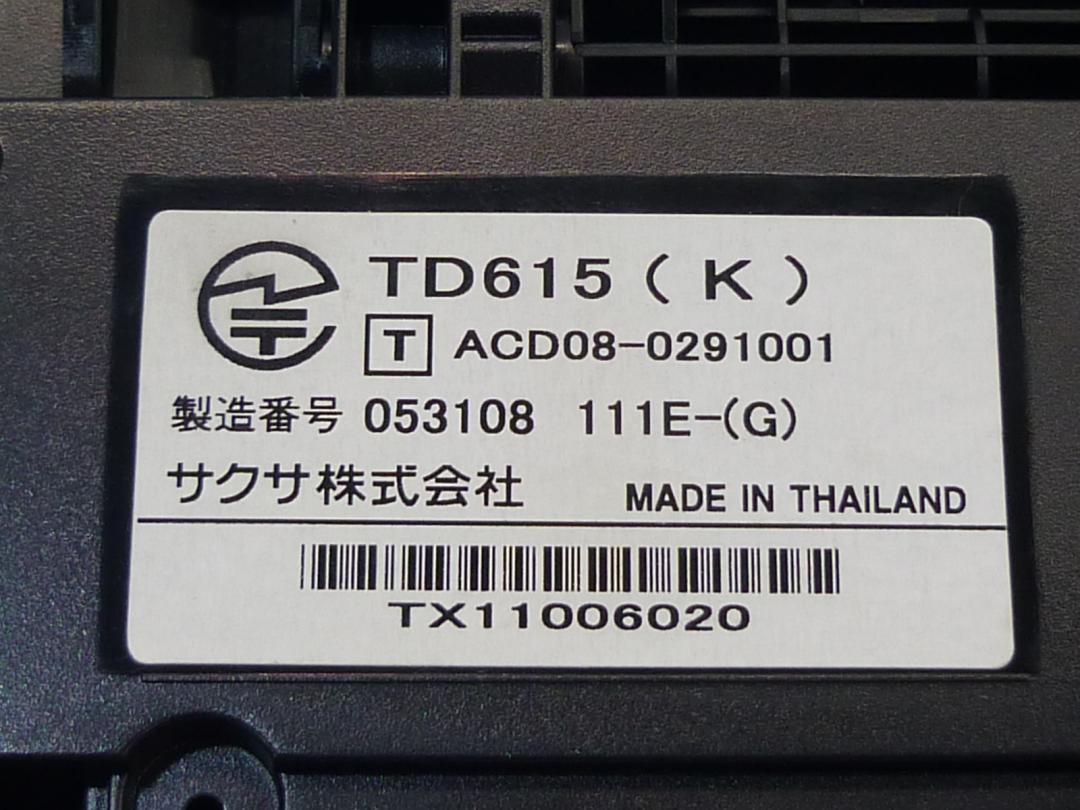 TD615 ( K )
T ACD08-0291001
製造番号 053108 111E-(G)
サクサ株式会社 MADE IN THAILAND
TX11006020